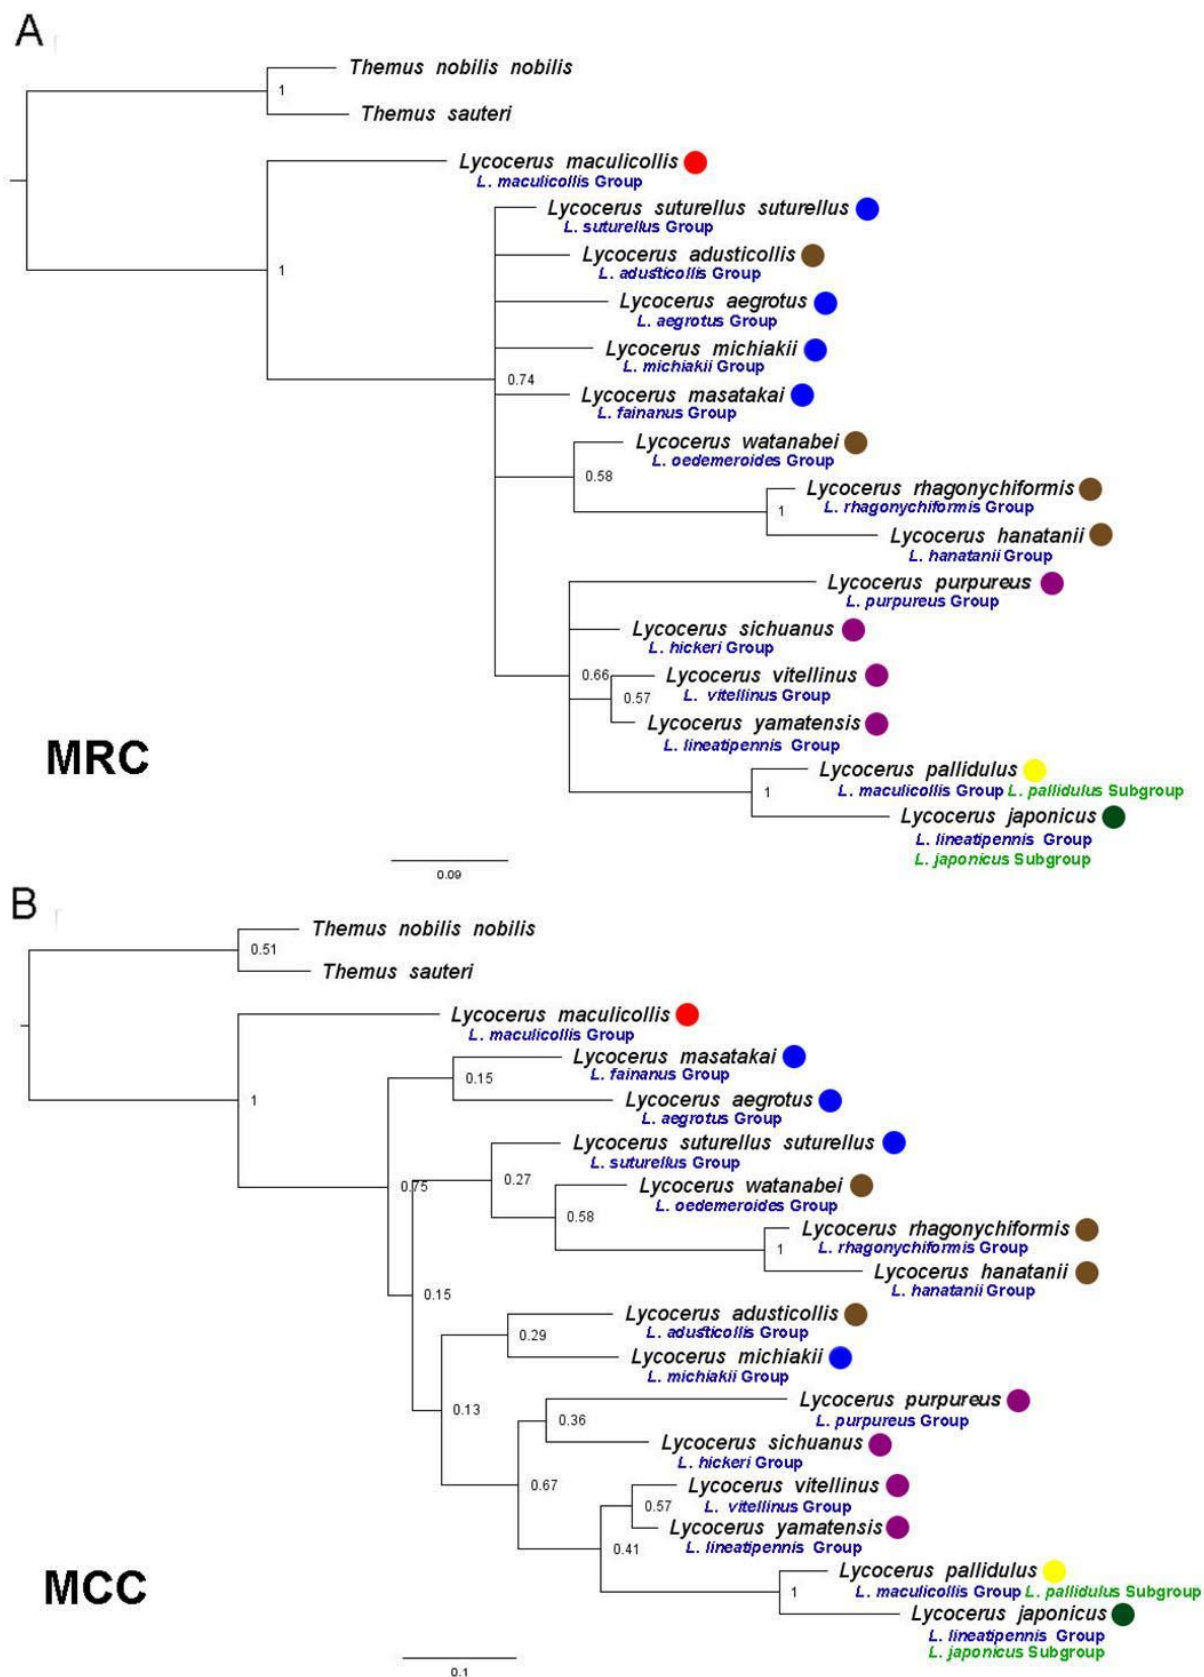 A
Themus nobilis nobilis
1
Themus sauteri
Lycocerus maculicollis
L. maculicollis Group
Lycocerus suturellus suturellus
L. suturellus Group
Lycocerus adusticollis
L. adusticollis Group
1
Lycocerus aegrotus
L. aegrotus Group
Lycocerus michiakii
L. michiakii Group
0.74
Lycocerus masatakai
L. fainanus Group
Lycocerus watanabei
L. oedemeroides Group
0.58
Lycocerus rhagonychiformis
L. rhagonychiformis Group
1
Lycocerus hanatanii
L. hanatanii Group
Lycocerus purpureus
L. purpureus Group
Lycocerus sichuanus
L. hickeri Group
0.66
Lycocerus vitellinus
L. vitellinus Group
0.57
Lycocerus yamatensis
L. lineatipennis Group
MRC
Lycocerus pallidulus
L. maculicollis Group L. pallidulus Subgroup
1
Lycocerus japonicus
L. lineatipennis Group
L. japonicus Subgroup
0.09
B
Themus nobilis nobilis
0.51
Themus sauteri
Lycocerus maculicollis
L. maculicollis Group
Lycocerus masatakai
L. fainanus Group
0.15
1
Lycocerus aegrotus
L. aegrotus Group
Lycocerus suturellus suturellus
L. suturellus Group
0.75
0.27
Lycocerus watanabei
L. oedemeroides Group
0.58
Lycocerus rhagonychiformis
L. rhagonychiformis Group
1
Lycocerus hanatanii
L. hanatanii Group
0.15
Lycocerus adusticollis
L. adusticollis Group
0.29
Lycocerus michiakii
L. michiakii Group
0.13
Lycocerus purpureus
L. purpureus Group
0.36
Lycocerus sichuanus
L. hickeri Group
0.67
Lycocerus vitellinus
L. vitellinus Group
0.57
Lycocerus yamatensis
L. lineatipennis Group
0.41
MCC
Lycocerus pallidulus
L. maculicollis Group L. pallidulus Subgroup
1
Lycocerus japonicus
L. lineatipennis Group
L. japonicus Subgroup
0.1